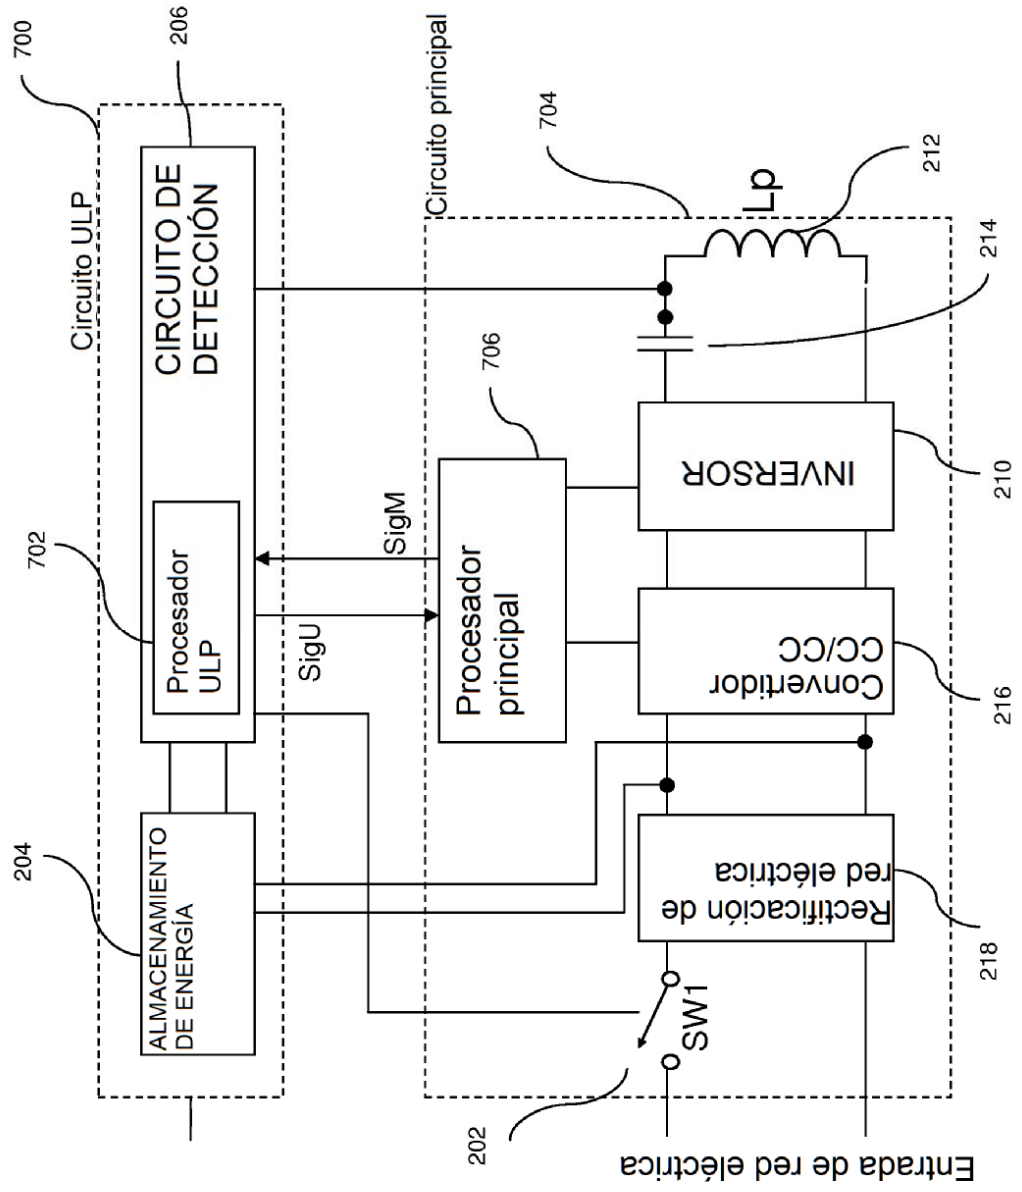 700
206
Circuito ULP
CIRCUITO DE
DETECCIÓN
702
Procesador
ULP
204
ALMACENAMIENTO
DE ENERGÍA
SigU
SigM
Circuito principal
704
706
Procesador
principal
Lp
212
214
INVERSOR
210
Convertidor
CC/CC
216
Rectificación de
red eléctrica
218
SW1
202
Entrada de red eléctrica